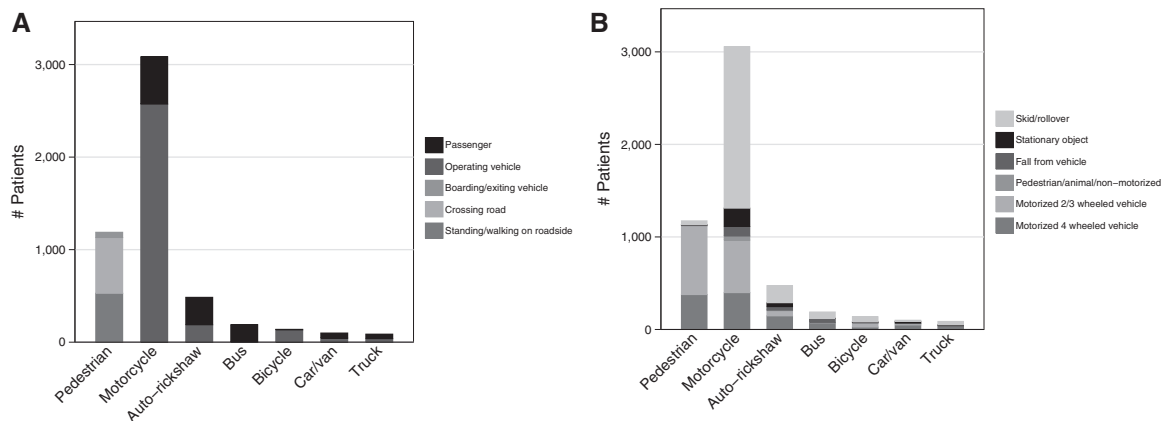 A
# Patients
3,000
2,000
1,000
0
Pedestrian
Motorcycle
Auto−rickshaw
Bus
Bicycle
Car/van
Truck
Passenger
Operating vehicle
Boarding/exiting vehicle
Crossing road
Standing/walking on roadside
B
# Patients
3,000
2,000
1,000
0
Pedestrian
Motorcycle
Auto−rickshaw
Bus
Bicycle
Car/van
Truck
Skid/rollover
Stationary object
Fall from vehicle
Pedestrian/animal/non−motorized
Motorized 2/3 wheeled vehicle
Motorized 4 wheeled vehicle